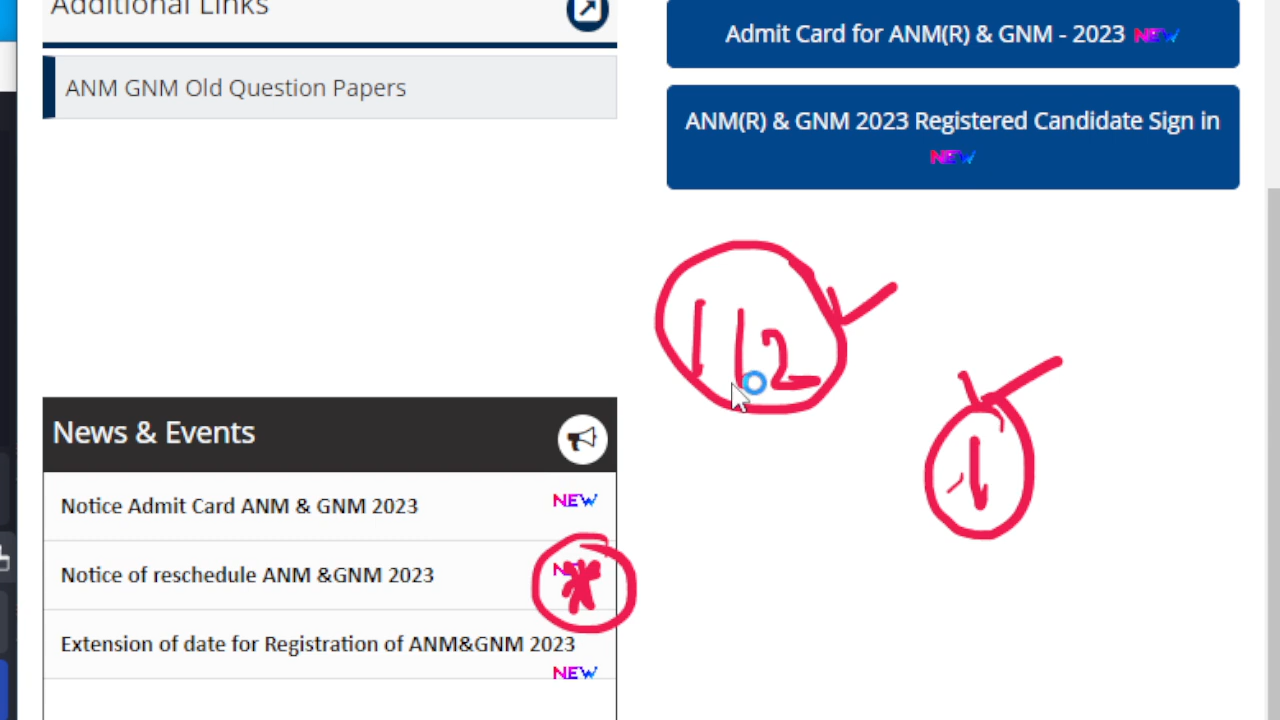 Additional Links
ANM GNM Old Question Papers
Admit Card for ANM(R) & GNM - 2023 NEW
ANM(R) & GNM 2023 Registered Candidate Sign in
NEW
112
1
News & Events
Notice Admit Card ANM & GNM 2023 NEW
Notice of reschedule ANM &GNM 2023 NEW
Extension of date for Registration of ANM&GNM 2023
NEW